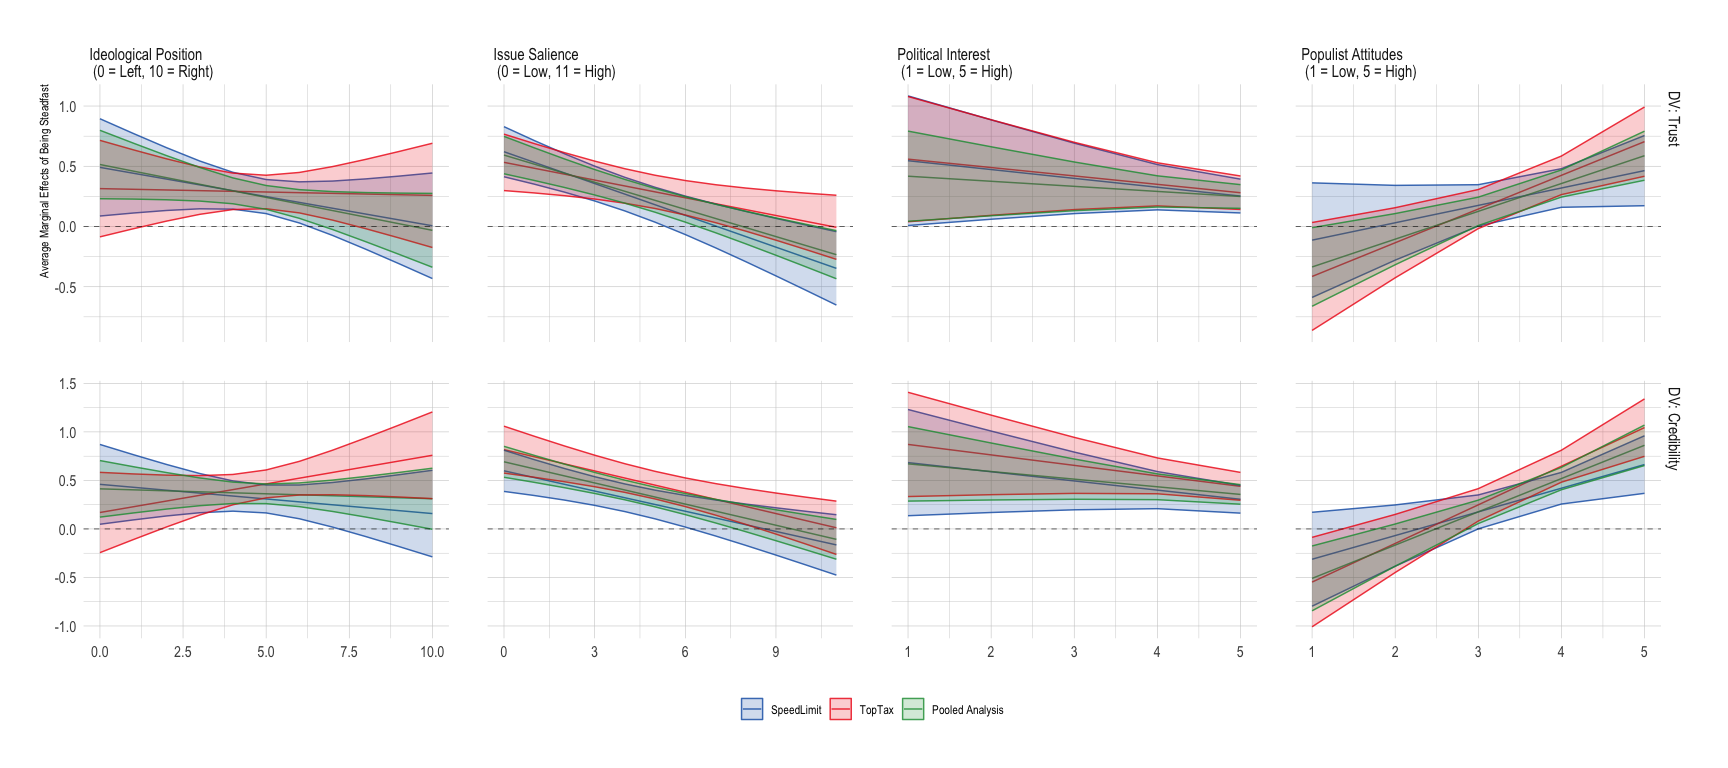 Ideological Position
(0 = Left, 10 = Right)
Issue Salience
(0 = Low, 11 = High)
Political Interest
(1 = Low, 5 = High)
Populist Attitudes
(1 = Low, 5 = High)
Average Marginal Effects of Being Steadfast
1.0
0.5
0.0
-0.5
DV: Trust
1.5
1.0
0.5
0.0
-0.5
-1.0
DV: Credibility
0.0 2.5 5.0 7.5 10.0
0 3 6 9
1 2 3 4 5
1 2 3 4 5
SpeedLimit TopTax Pooled Analysis